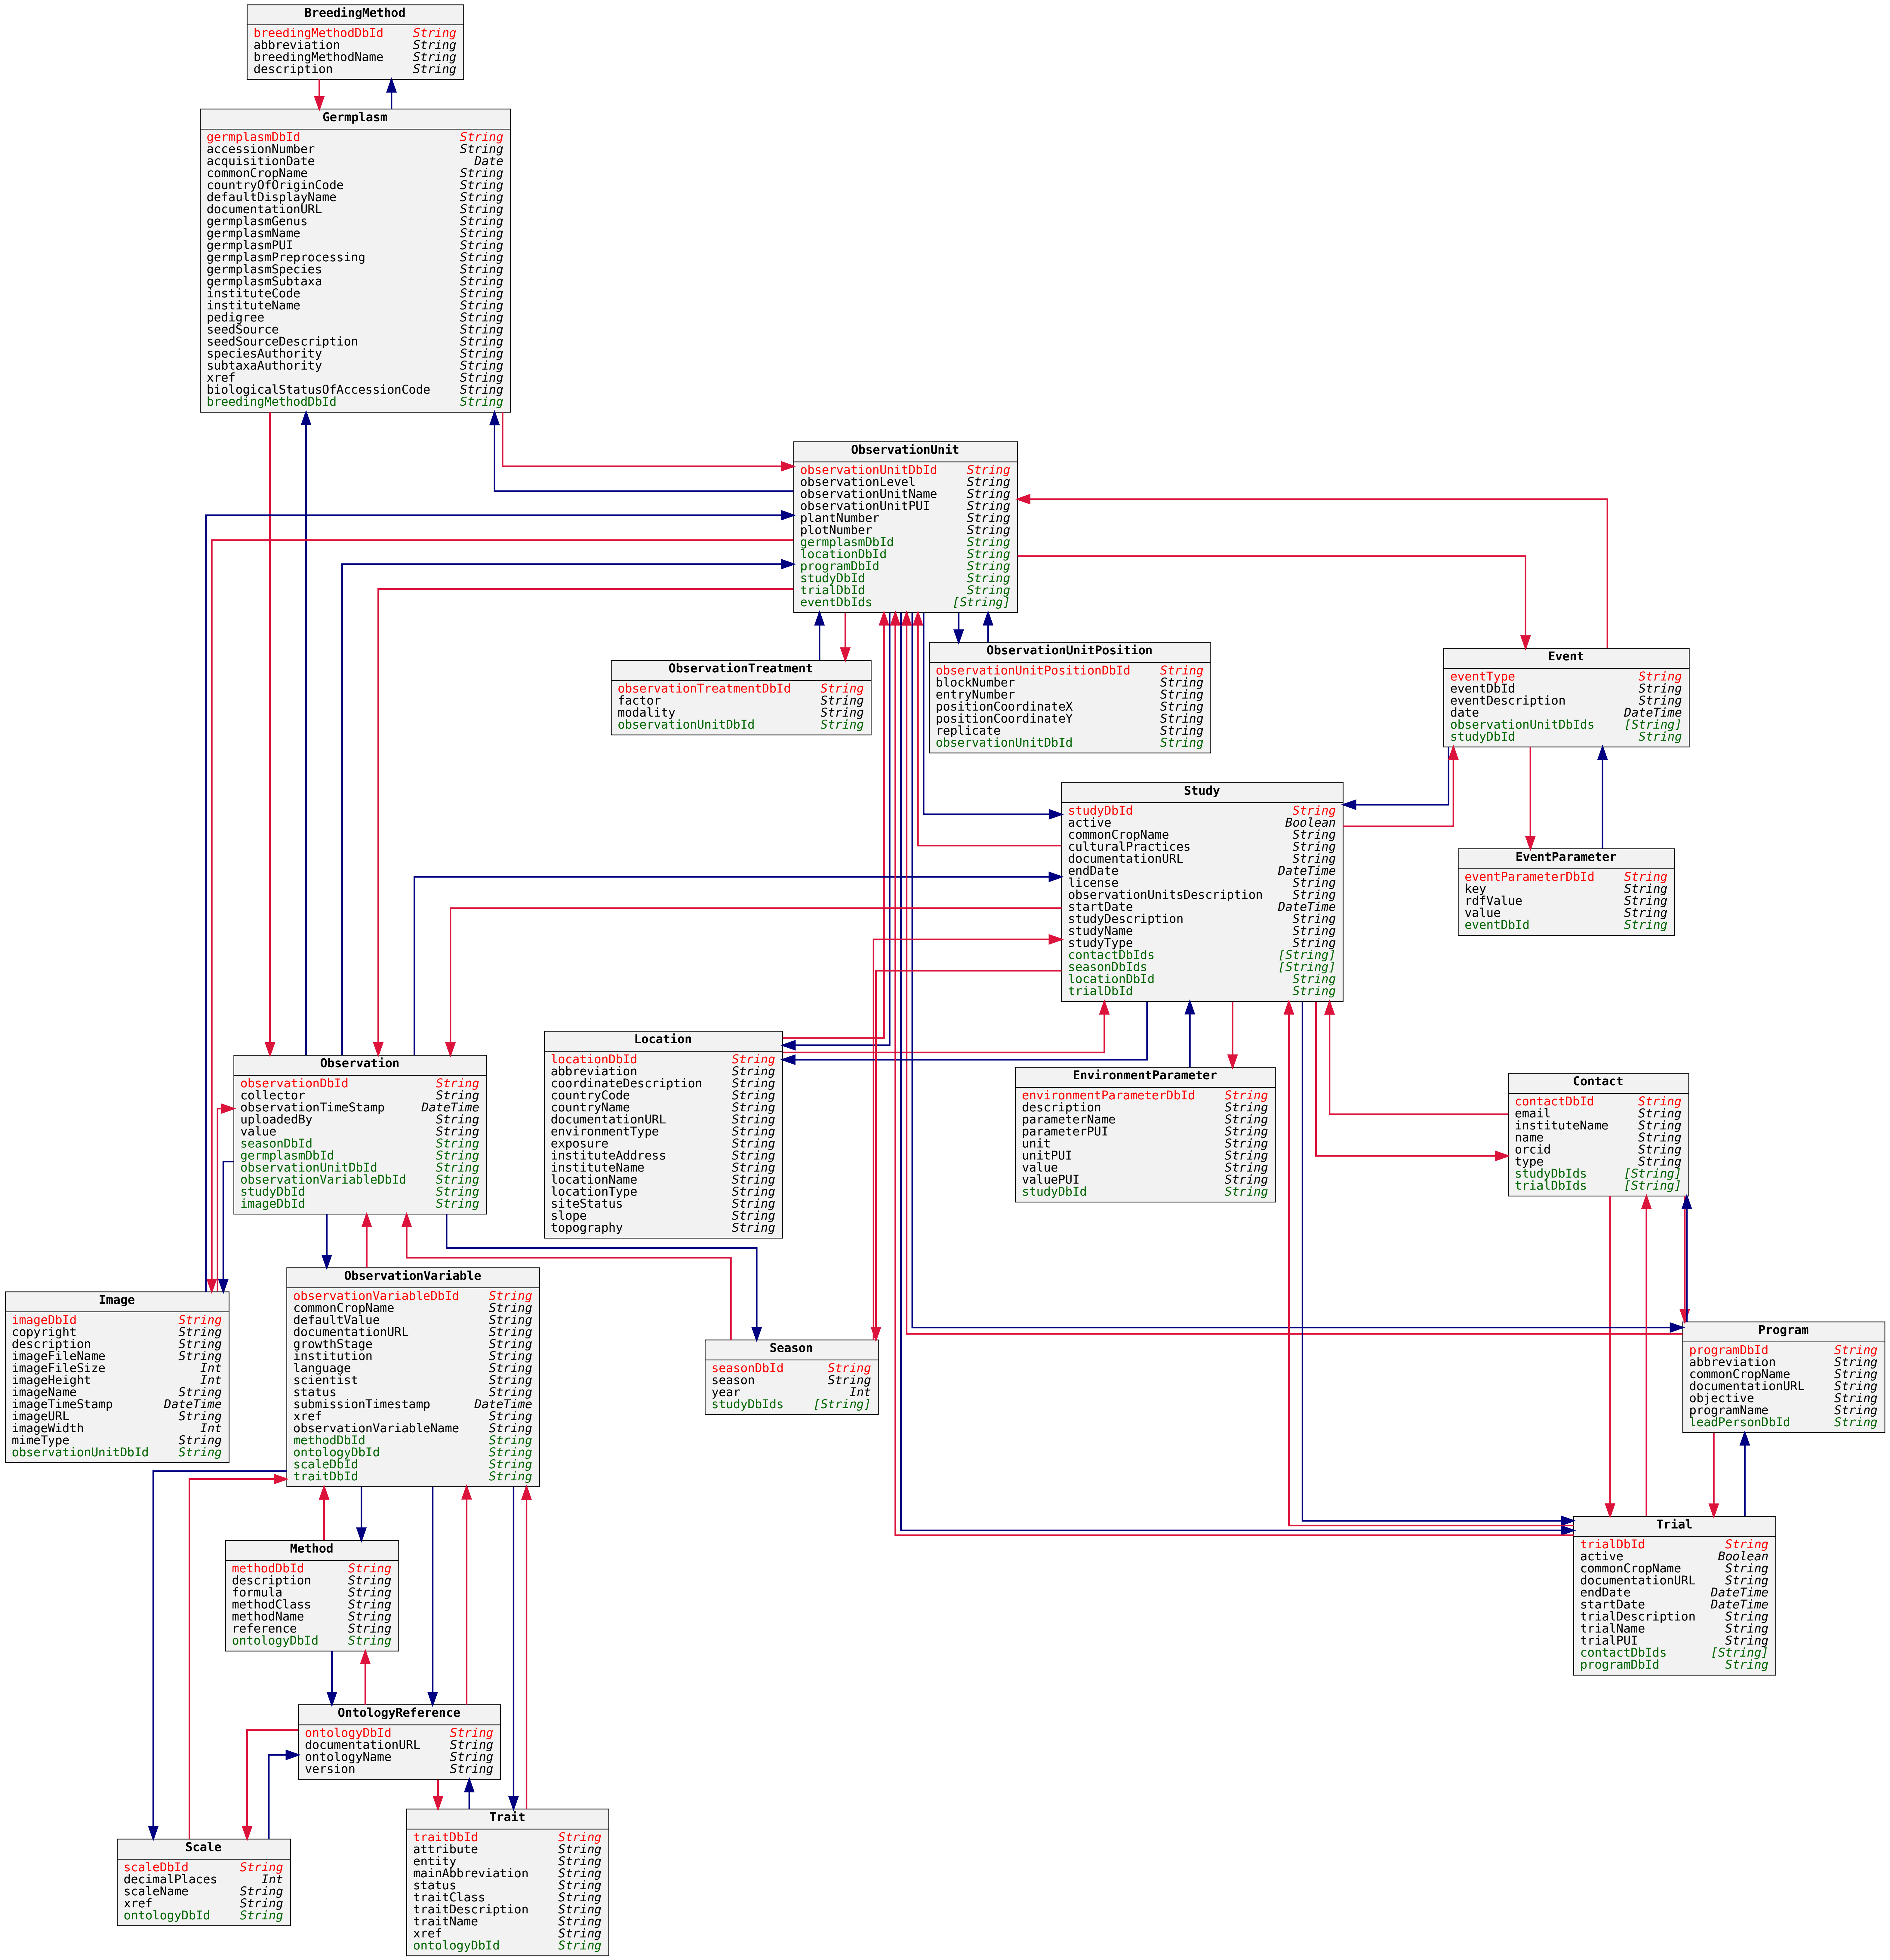 BreedingMethod
breedingMethodDbId String
abbreviation String
breedingMethodName String
description String
Germplasm
germplasmDbId String
accessionNumber String
acquisitionDate Date
commonCropName String
countryOfOriginCode String
defaultDisplayName String
documentationURL String
germplasmGenus String
germplasmName String
germplasmPUI String
germplasmPreprocessing String
germplasmSpecies String
germplasmSubtaxa String
instituteCode String
instituteName String
pedigree String
seedSource String
seedSourceDescription String
speciesAuthority String
subtaxaAuthority String
xref String
biologicalStatusOfAccessionCode String
breedingMethodDbId String
ObservationUnit
observationUnitDbId String
observationLevel String
observationUnitName String
observationUnitPUI String
plantNumber String
plotNumber String
germplasmDbId String
locationDbId String
programDbId String
studyDbId String
trialDbId String
eventDbIds [String]
ObservationTreatment
observationTreatmentDbId String
factor String
modality String
observationUnitDbId String
ObservationUnitPosition
observationUnitPositionDbId String
blockNumber String
entryNumber String
positionCoordinateX String
positionCoordinateY String
replicate String
observationUnitDbId String
Event
eventType String
eventDbId String
eventDescription String
date DateTime
observationUnitDbIds [String]
studyDbId String
Study
studyDbId String
active Boolean
commonCropName String
culturalPractices String
documentationURL String
endDate DateTime
license String
observationUnitsDescription String
startDate DateTime
studyDescription String
studyName String
studyType String
contactDbIds [String]
seasonDbIds [String]
locationDbId String
trialDbId String
EventParameter
eventParameterDbId String
key String
rdfValue String
value String
eventDbId String
Observation
observationDbId String
collector String
observationTimeStamp DateTime
uploadedBy String
value String
seasonDbId String
germplasmDbId String
observationUnitDbId String
observationVariableDbId String
studyDbId String
imageDbId String
Location
locationDbId String
abbreviation String
coordinateDescription String
countryCode String
countryName String
documentationURL String
environmentType String
exposure String
instituteAddress String
instituteName String
locationName String
locationType String
siteStatus String
slope String
topography String
EnvironmentParameter
environmentParameterDbId String
description String
parameterName String
parameterPUI String
unit String
unitPUI String
value String
valuePUI String
studyDbId String
Contact
contactDbId String
email String
instituteName String
name String
orcid String
type String
studyDbIds [String]
trialDbIds [String]
Image
imageDbId String
copyright String
description String
imageFileName String
imageFileSize Int
imageHeight Int
imageName String
imageTimeStamp DateTime
imageURL String
imageWidth Int
mimeType String
observationUnitDbId String
ObservationVariable
observationVariableDbId String
commonCropName String
defaultValue String
documentationURL String
growthStage String
institution String
language String
scientist String
status String
submissionTimestamp DateTime
xref String
observationVariableName String
methodDbId String
ontologyDbId String
scaleDbId String
traitDbId String
Season
seasonDbId String
season String
year Int
studyDbIds [String]
Program
programDbId String
abbreviation String
commonCropName String
documentationURL String
objective String
programName String
leadPersonDbId String
Trial
trialDbId String
active Boolean
commonCropName String
documentationURL String
endDate DateTime
startDate DateTime
trialDescription String
trialName String
trialPUI String
contactDbIds [String]
programDbId String
Method
methodDbId String
description String
formula String
methodClass String
methodName String
reference String
ontologyDbId String
OntologyReference
ontologyDbId String
documentationURL String
ontologyName String
version String
Scale
scaleDbId String
decimalPlaces Int
scaleName String
xref String
ontologyDbId String
Trait
traitDbId String
attribute String
entity String
mainAbbreviation String
status String
traitClass String
traitDescription String
traitName String
xref String
ontologyDbId String